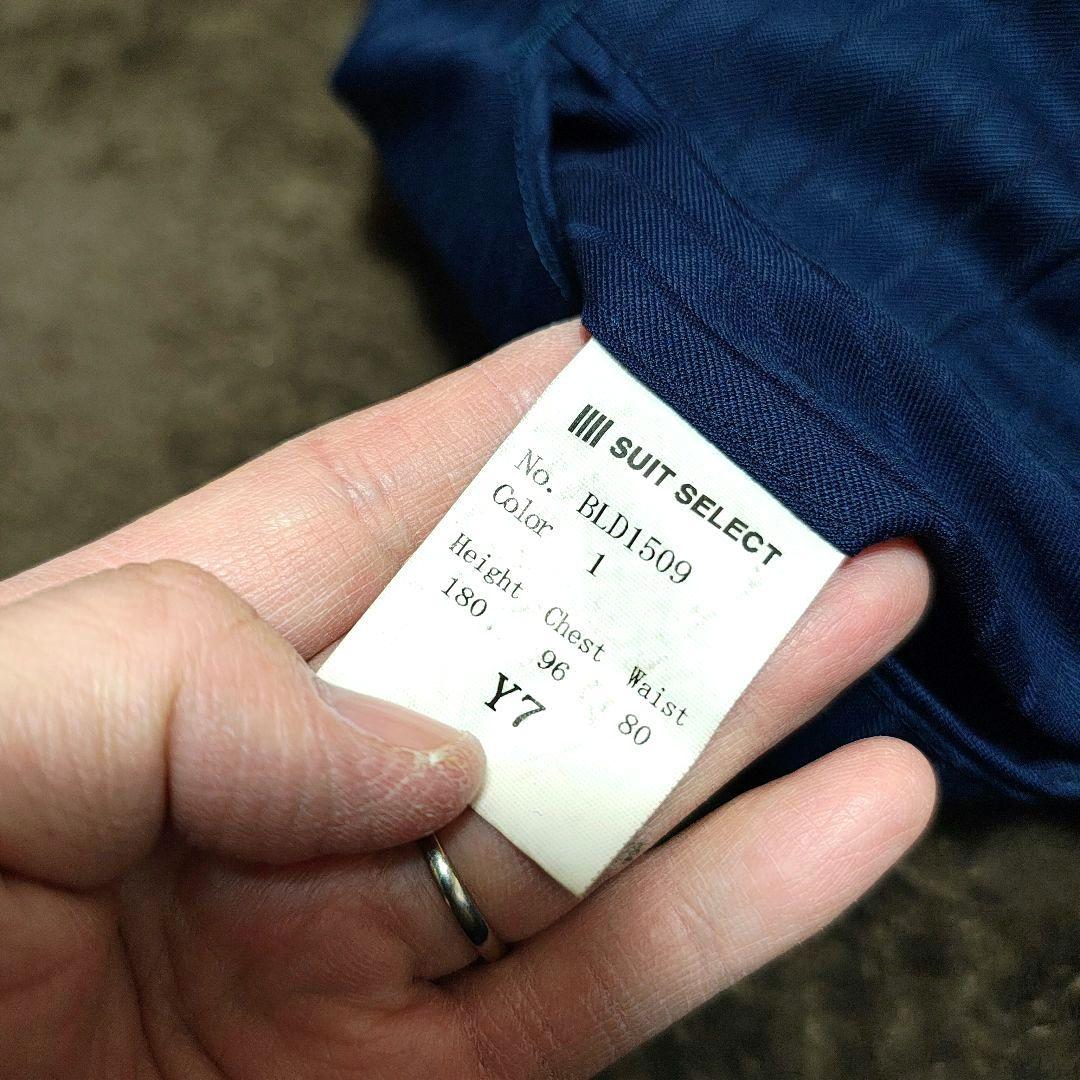 SUIT SELECT
No. BLD1509
Color 1
Height Chest Waist
180. 96 80
Y7